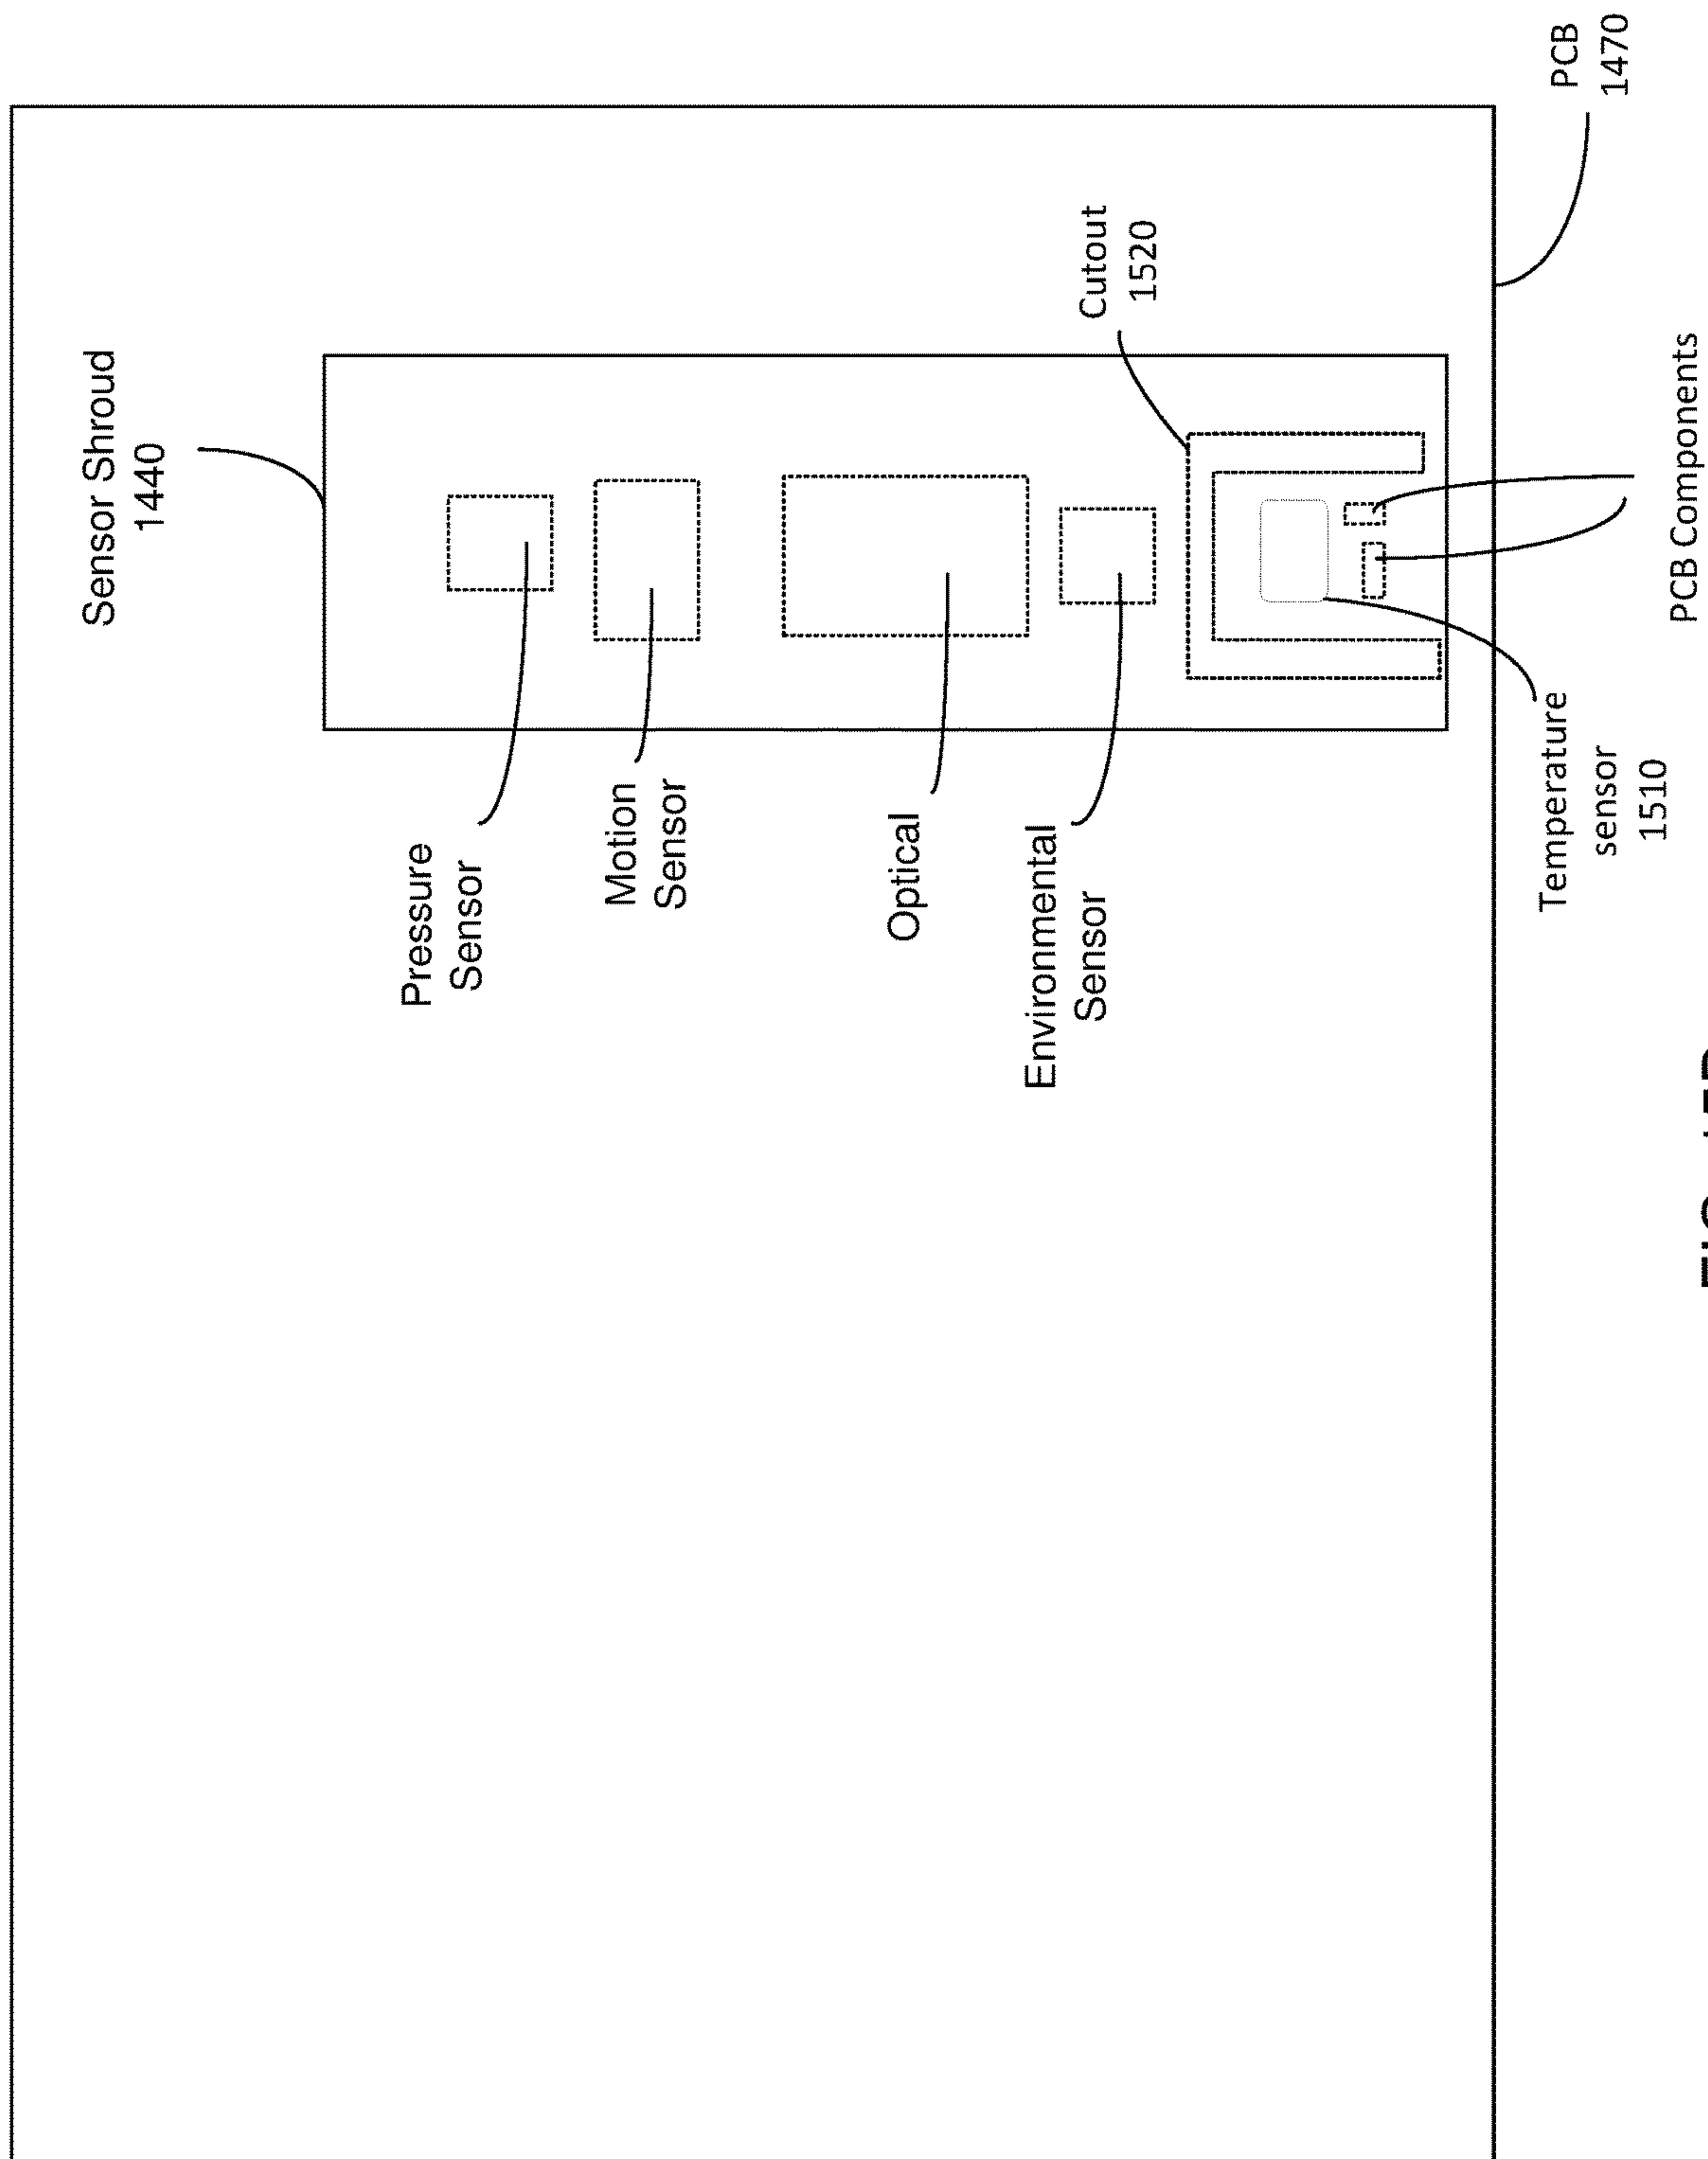 Sensor Shroud
1440
Pressure
Sensor
Motion
Sensor
Optical
Environmental
Sensor
Cutout
1520
PCB
1470
Temperature
sensor
1510
PCB Components